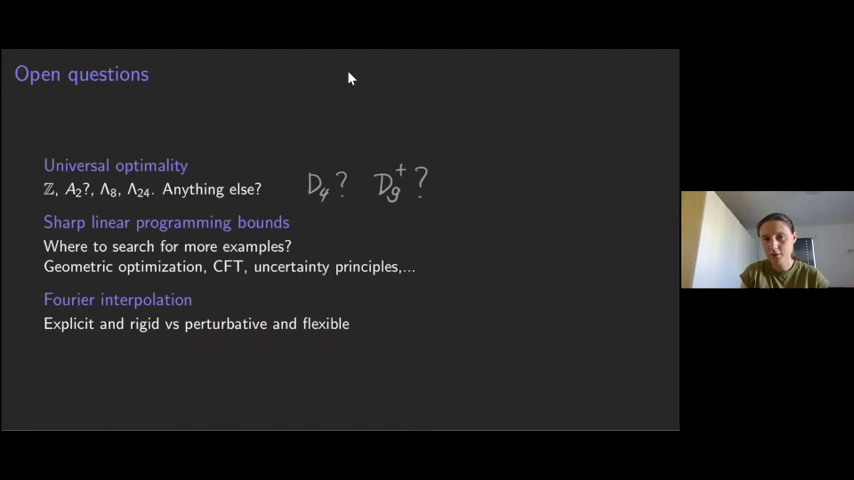 Open questions
Universal optimality
ℤ, A₂?, Λ₈, Λ₂₄. Anything else? D₄? D₉⁺?
Sharp linear programming bounds
Where to search for more examples?
Geometric optimization, CFT, uncertainty principles,...
Fourier interpolation
Explicit and rigid vs perturbative and flexible